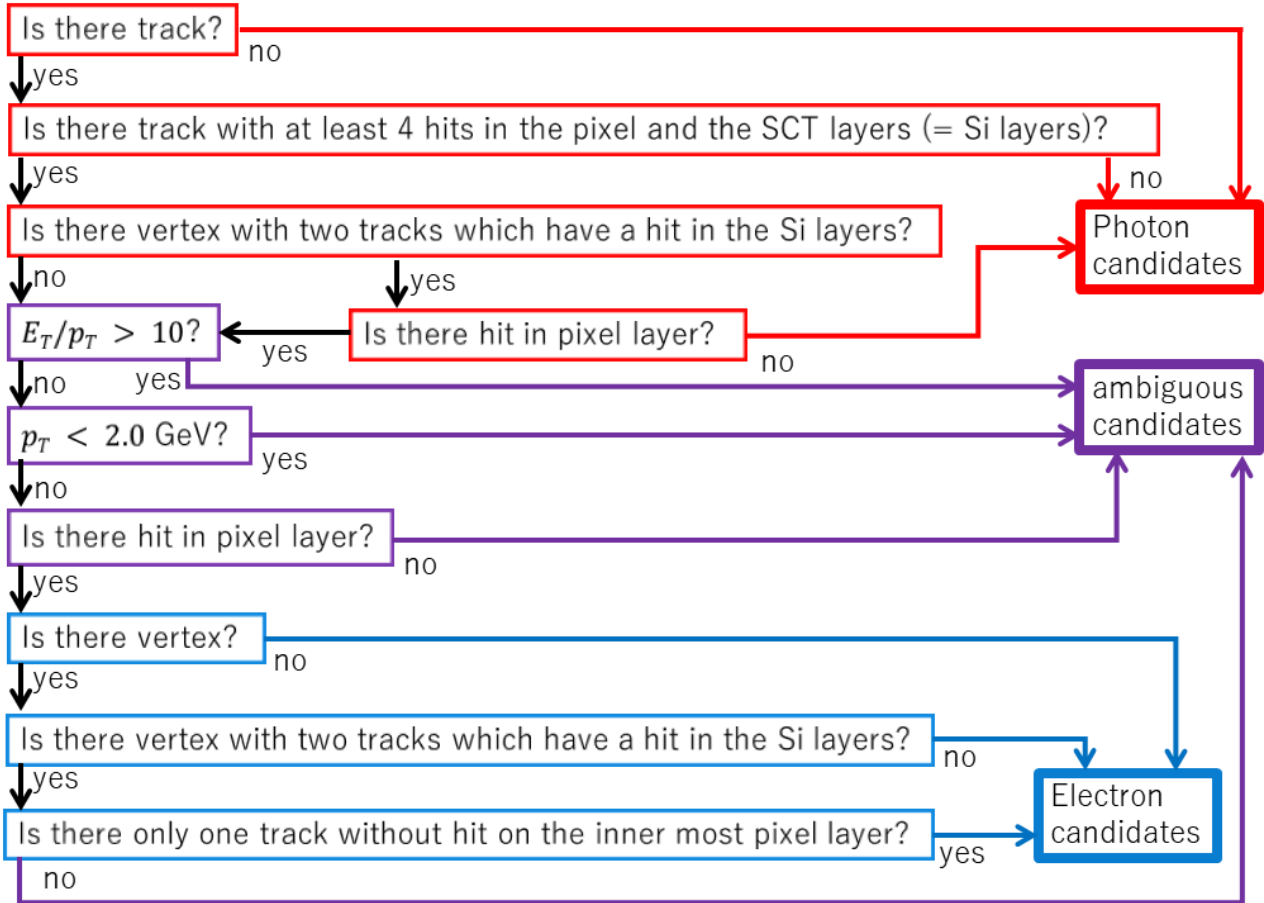 Is there track?
no
yes
Is there track with at least 4 hits in the pixel and the SCT layers (= Si layers)?
yes
no
Is there vertex with two tracks which have a hit in the Si layers?
Photon
candidates
no
yes
E_T/p_T > 10?
Is there hit in pixel layer?
yes
no
no
yes
ambiguous
candidates
p_T < 2.0 GeV?
yes
no
Is there hit in pixel layer?
no
yes
Is there vertex?
no
yes
Is there vertex with two tracks which have a hit in the Si layers?
no
yes
Electron
candidates
Is there only one track without hit on the inner most pixel layer?
yes
no